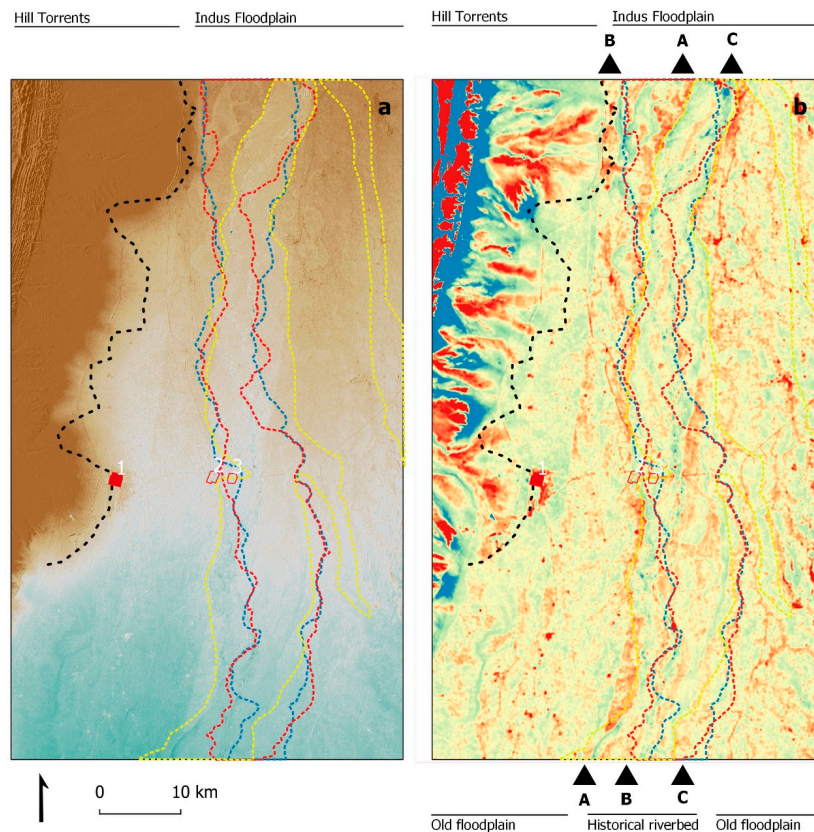 Hill Torrents Indus Floodplain Hill Torrents Indus Floodplain
B A C
a b
1 2 3 1 2
0 10 km A B C
Old floodplain Historical riverbed Old floodplain